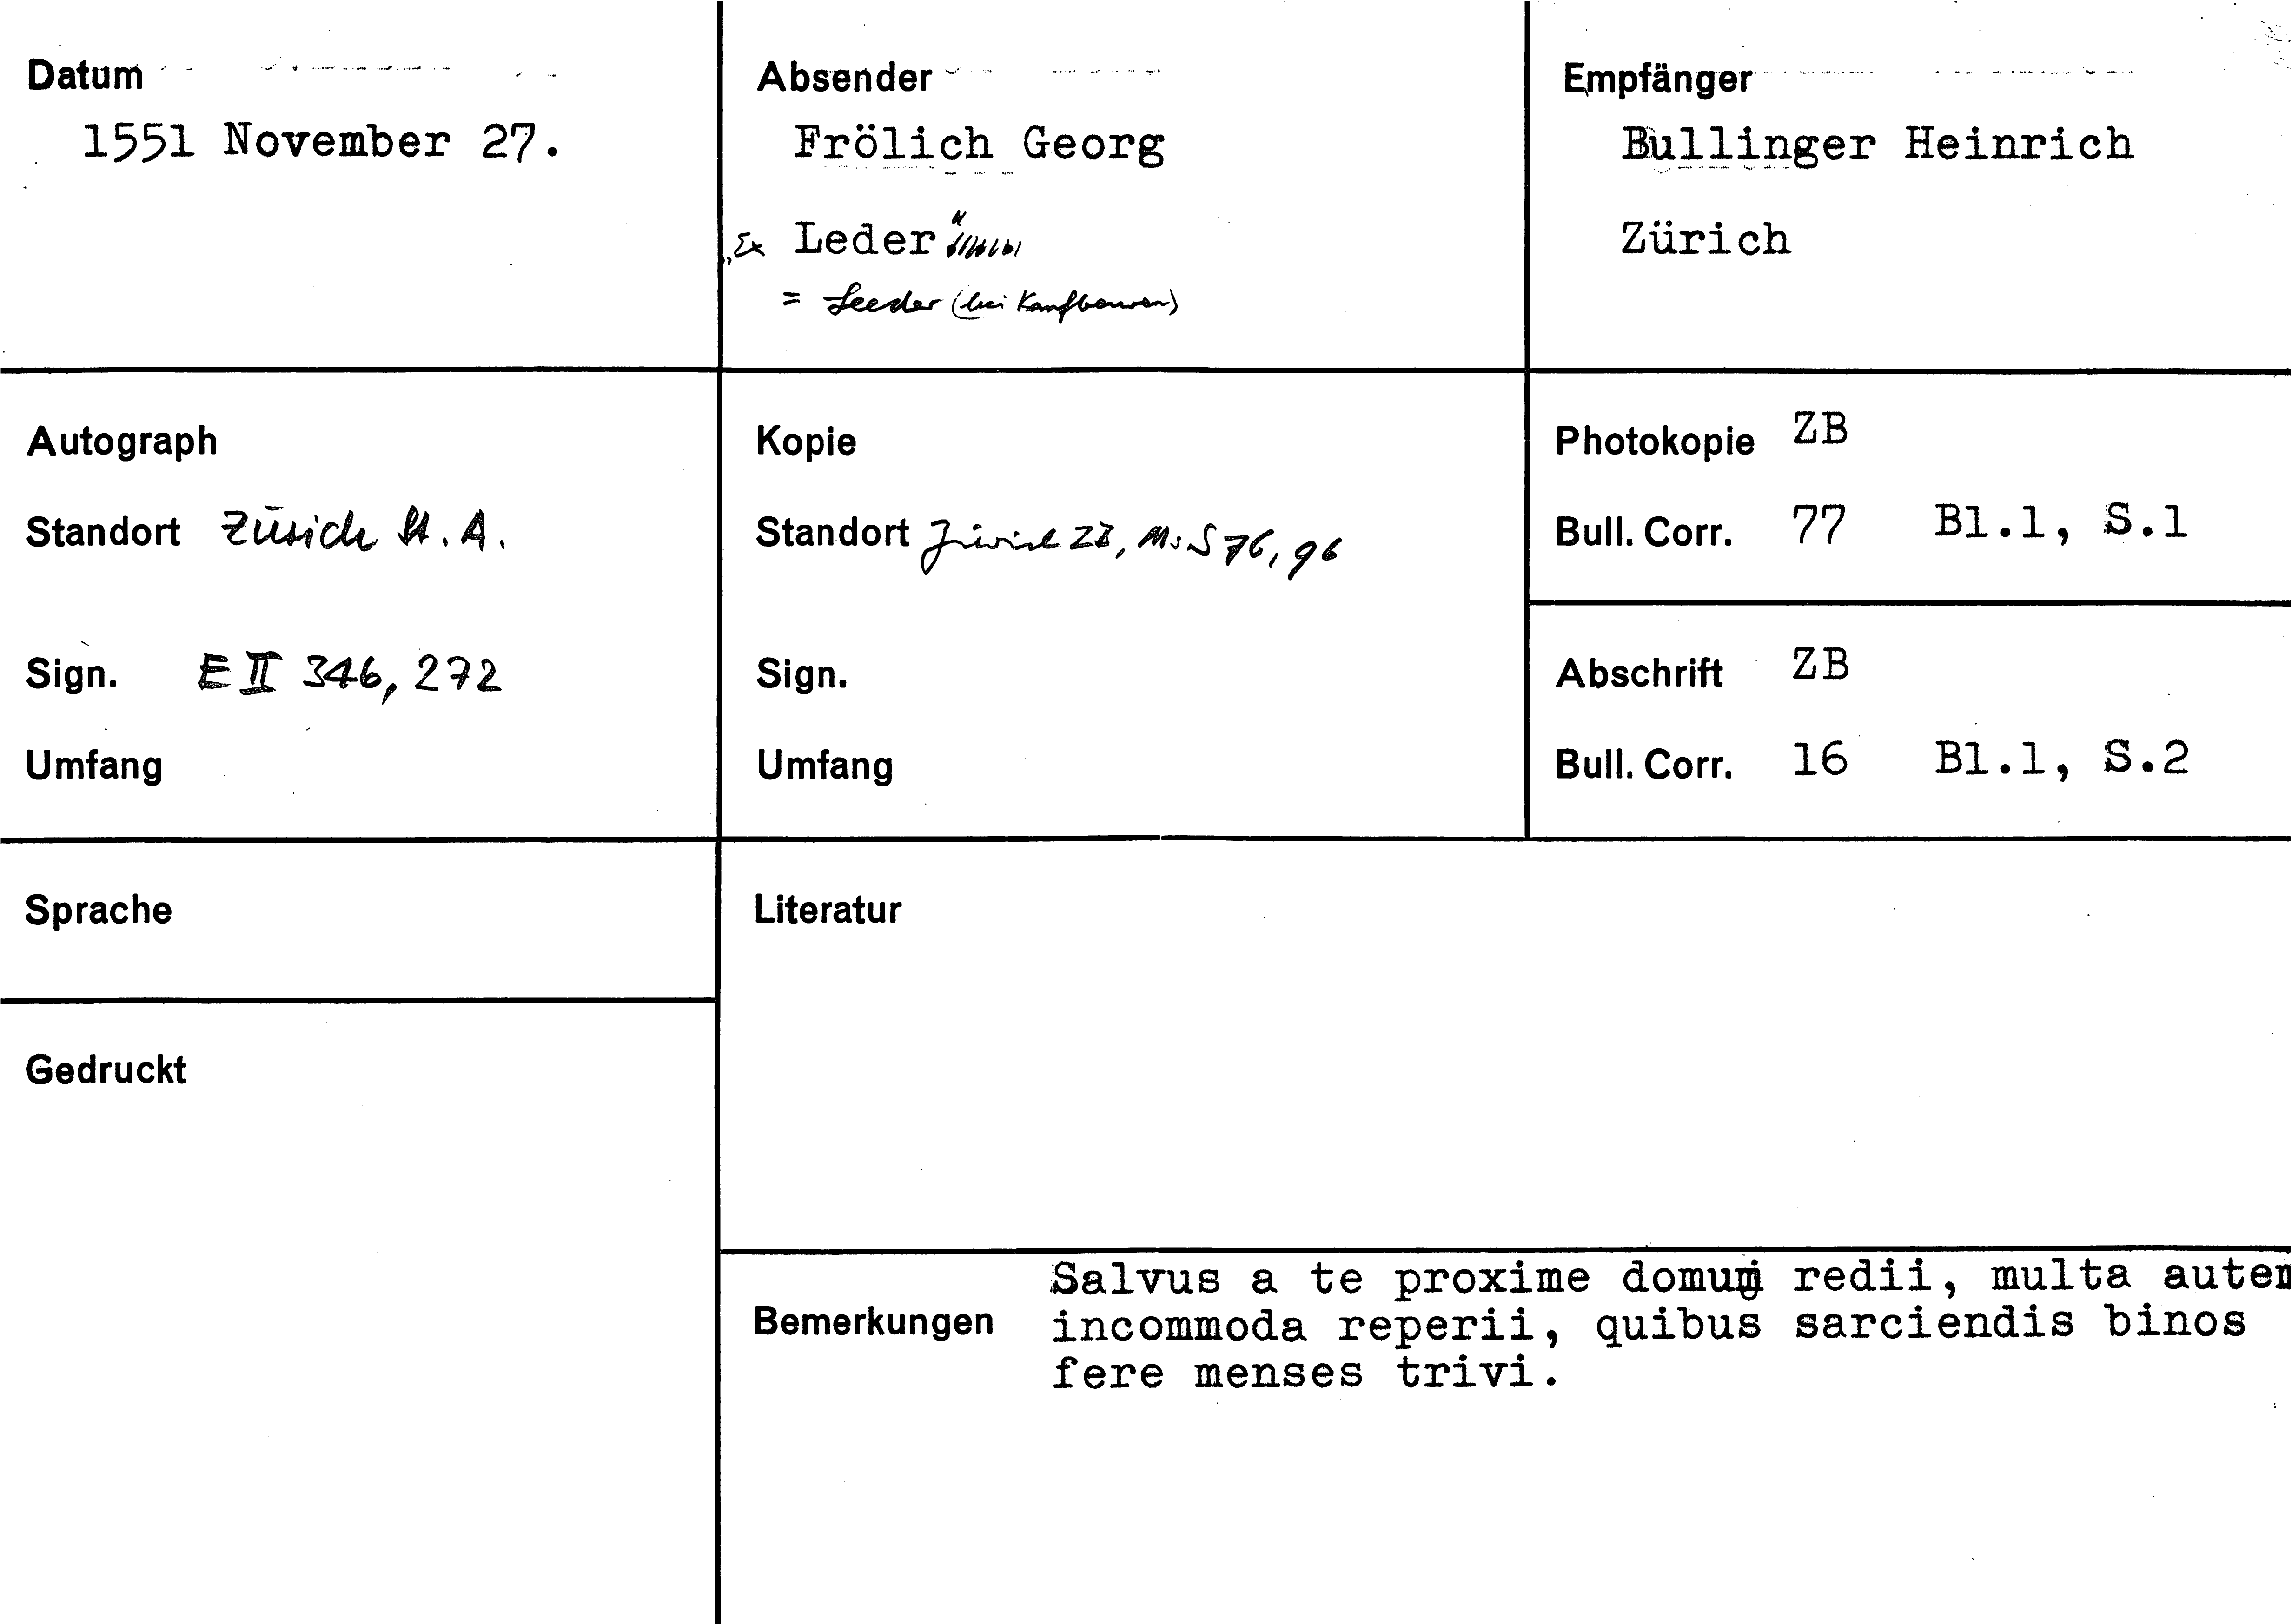 Datum
1551 November 27.
Absender
Frölich Georg
„Ex Leder“
= Leeder (bei Kaufbeuren)
Empfänger
Bullinger Heinrich
Zürich
Autograph
Standort Zürich St. A.
Sign. E II 346, 272
Umfang
Kopie
Standort Zürich ZB, Ms S 76, 96
Sign.
Umfang
Photokopie ZB
Bull. Corr. 77 Bl.1, S.1
Abschrift ZB
Bull. Corr. 16 Bl.1, S.2
Sprache
Gedruckt
Literatur
Bemerkungen
Salvus a te proxime domum redii, multa autem
incommoda reperii, quibus sarciendis binos
fere menses trivi.